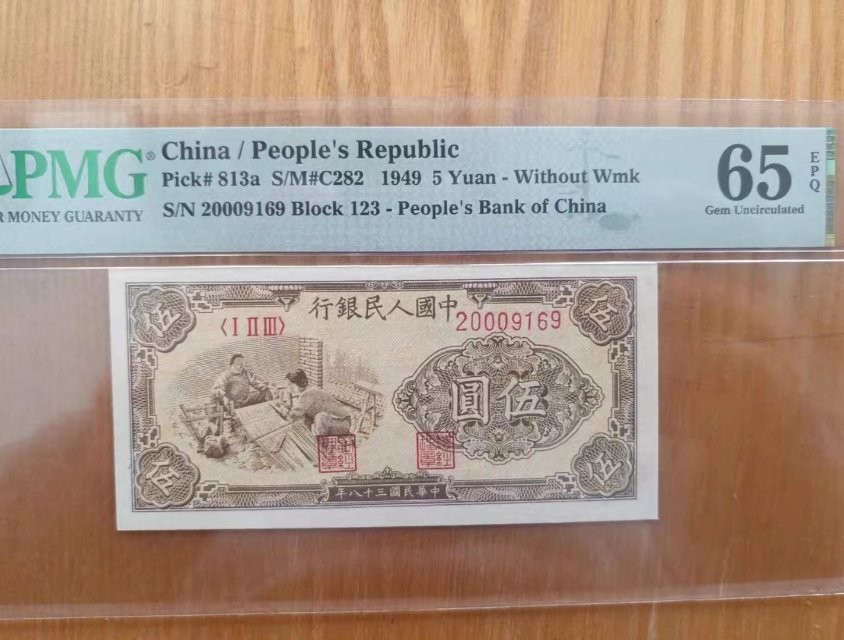 PMG®
R MONEY GUARANTY
China / People's Republic
Pick# 813a S/M#C282 1949 5 Yuan - Without Wmk
S/N 20009169 Block 123 - People's Bank of China
65
EPQ
Gem Uncirculated
行銀民人國中
〈I II III〉
20009169
伍
伍
圓伍
伍
伍
年八十三國民華中